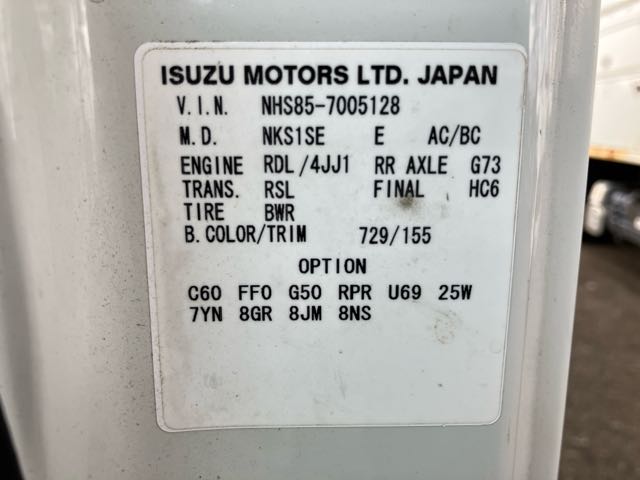 ISUZU MOTORS LTD. JAPAN
V.I.N. NHS85-7005128
M.D. NKS1SE E AC/BC
ENGINE RDL/4JJ1 RR AXLE G73
TRANS. RSL FINAL HC6
TIRE BWR
B.COLOR/TRIM 729/155
OPTION
C60 FF0 G50 RPR U69 25W
7YN 8GR 8JM 8NS